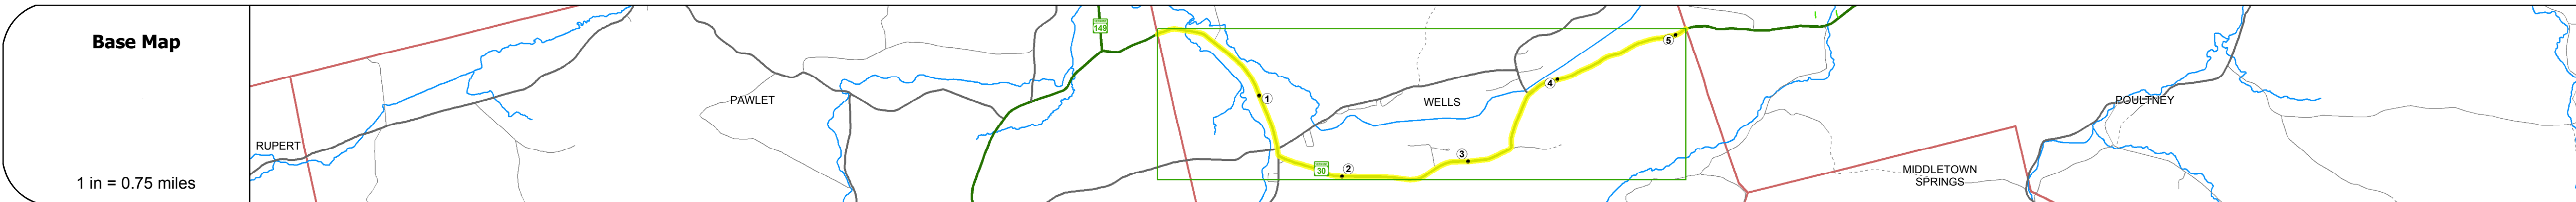 Base Map
1 in = 0.75 miles
RUPERT
PAWLET
149
1
30
2
WELLS
3
4
5
MIDDLETOWN
SPRINGS
POULTNEY